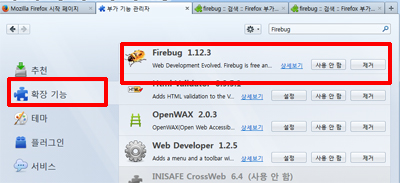 Mozilla Firefox 시작 페이지
부가 기능 관리자
firebug :: 검색 :: Firefox 부가...
firebug :: 검색 :: Firefox 부가
Firebug
추천
확장 기능
테마
플러그인
서비스
Firebug 1.12.3
Web Development Evolved. Firebug is free an... 상세보기 사용 안 함 제거
Adds HTML validation to the V... 상세보기 설정 사용 안 함 제거
OpenWAX 2.0.3
OpenWAX(Open Web Accessib... 상세보기 사용 안 함 제거
Web Developer 1.2.5
Adds a menu and a toolbar wi... 상세보기 설정 사용 안 함 제거
INISAFE CrossWeb 6.4 (사용 안 함)